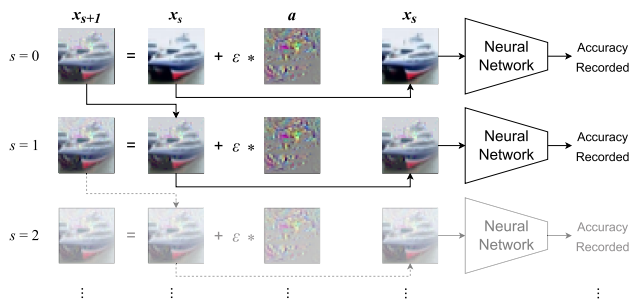 x_{s+1} x_s a x_s
s = 0 = + ε * Neural Network Accuracy Recorded
s = 1 = + ε * Neural Network Accuracy Recorded
s = 2 = + ε * Neural Network Accuracy Recorded
⋮ ⋮ ⋮ ⋮ ⋮